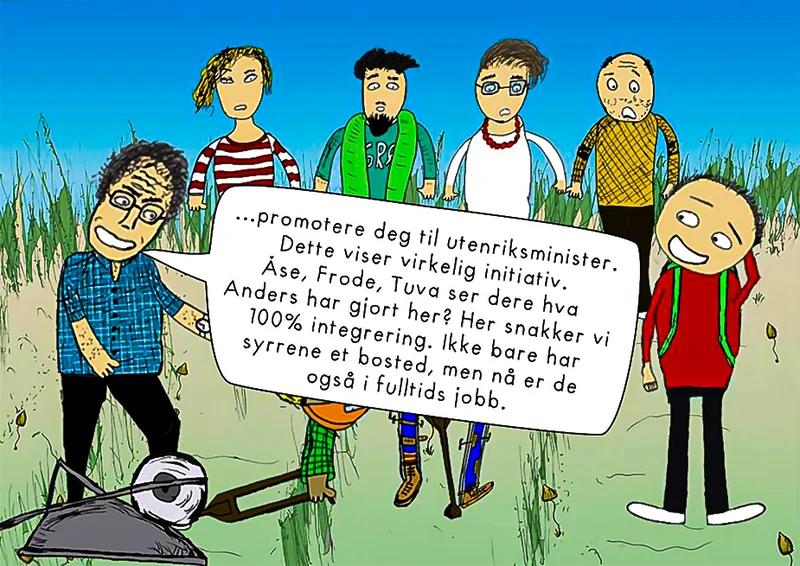 ...promotere deg til utenriksminister.
Dette viser virkelig initiativ.
Åse, Frode, Tuva ser dere hva
Anders har gjort her? Her snakker vi
100% integrering. Ikke bare har
syrrene et bosted, men nå er de
også i fulltids jobb.